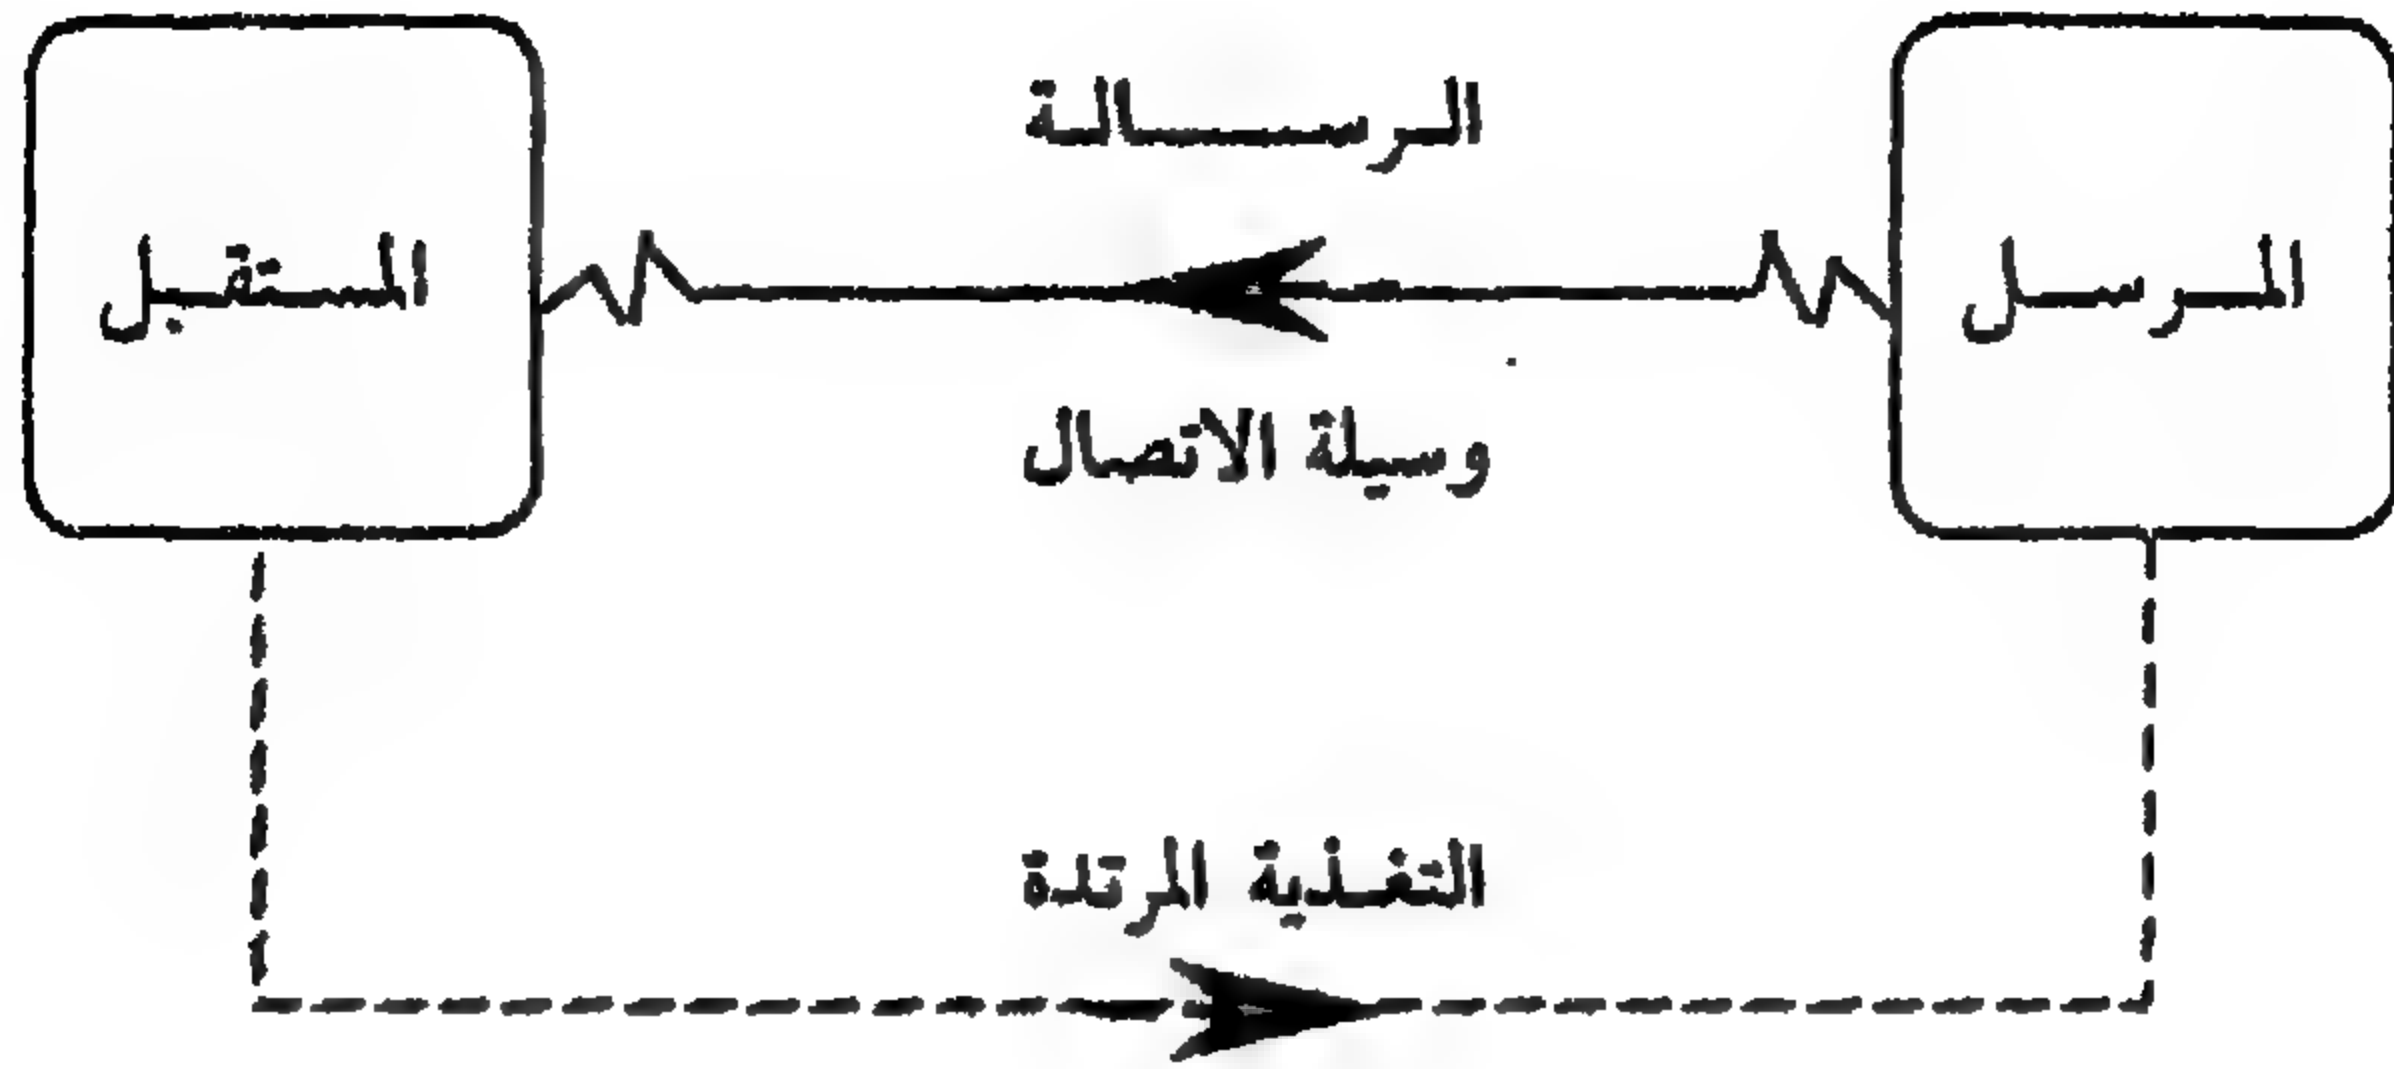 الرسالة
المرسل
المستقبل
وسيلة الاتصال
التغذية المرتدة